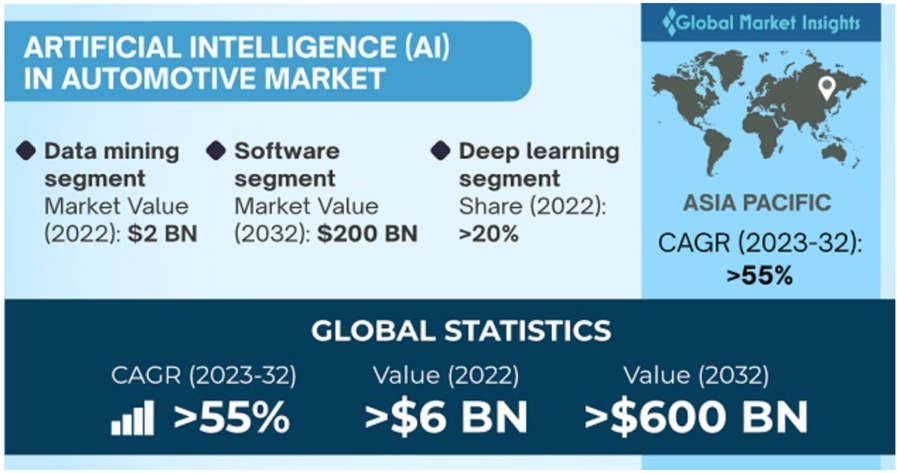 Global Market Insights
ARTIFICIAL INTELLIGENCE (AI)
IN AUTOMOTIVE MARKET
Data mining
segment
Market Value
(2022): $2 BN
Software
segment
Market Value
(2032): $200 BN
Deep learning
segment
Share (2022):
>20%
ASIA PACIFIC
CAGR (2023-32):
>55%
GLOBAL STATISTICS
CAGR (2023-32)
>55%
Value (2022)
>$6 BN
Value (2032)
>$600 BN